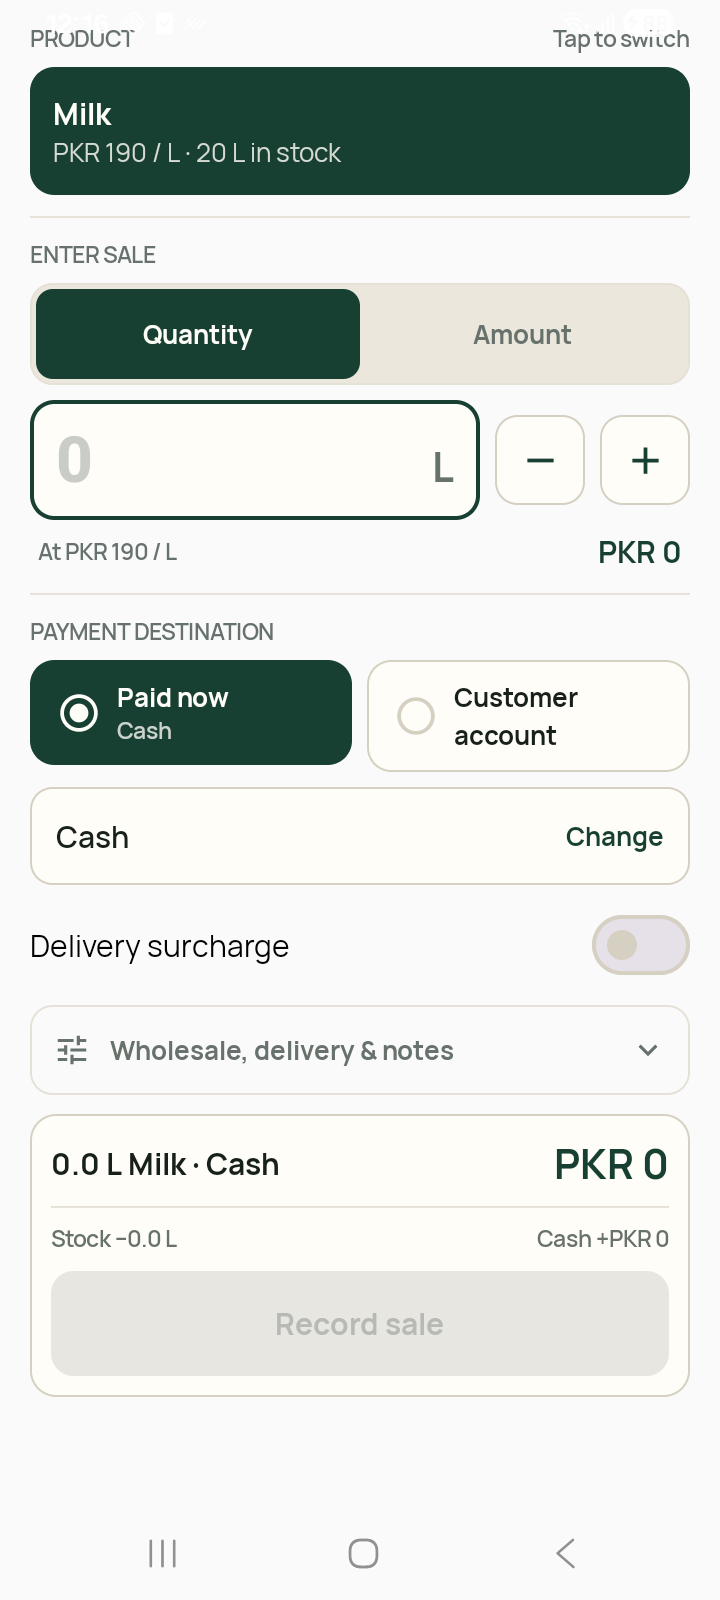 12:16
PRODUCT
Tap to switch
Milk
PKR 190 / L · 20 L in stock
ENTER SALE
Quantity
Amount
0
L
At PKR 190 / L
PKR 0
PAYMENT DESTINATION
Paid now
Cash
Customer
account
Cash
Change
Delivery surcharge
Wholesale, delivery & notes
0.0 L Milk · Cash
PKR 0
Stock −0.0 L
Cash +PKR 0
Record sale